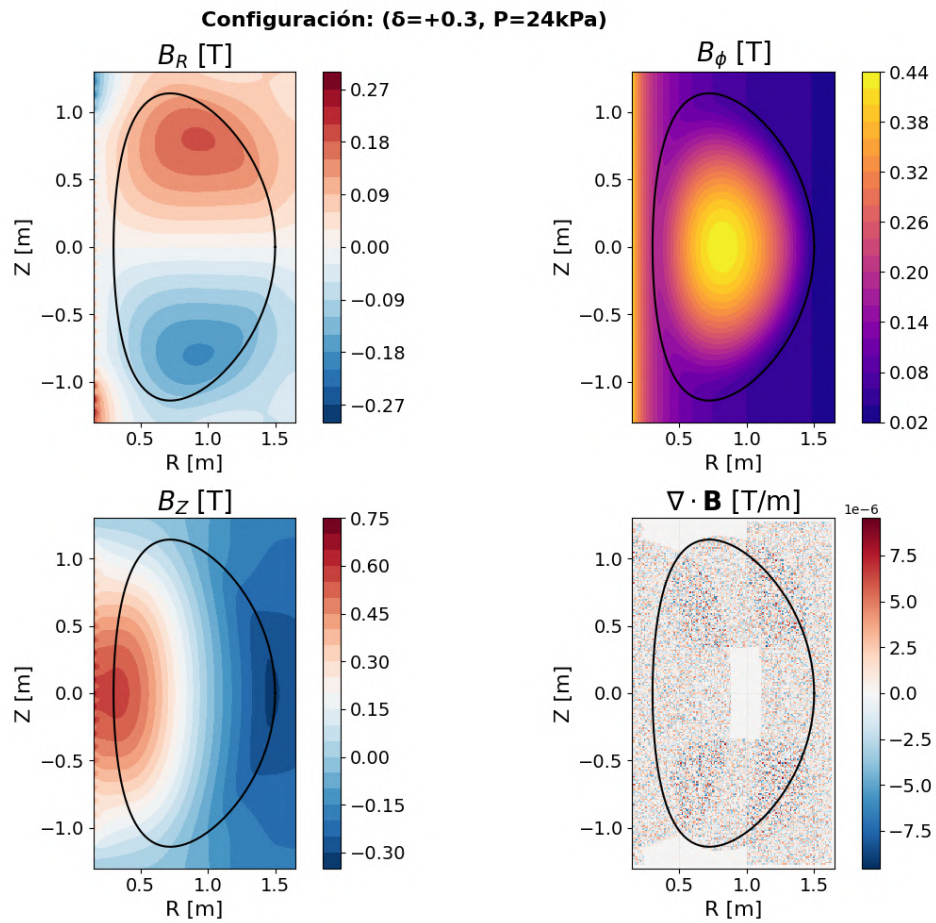 Configuración: (δ=+0.3, P=24kPa)
B_R [T]
Z [m]
1.0
0.5
0.0
−0.5
−1.0
0.5 1.0 1.5
R [m]
0.27
0.18
0.09
0.00
−0.09
−0.18
−0.27
B_ϕ [T]
Z [m]
1.0
0.5
0.0
−0.5
−1.0
0.5 1.0 1.5
R [m]
0.44
0.38
0.32
0.26
0.20
0.14
0.08
0.02
B_Z [T]
Z [m]
1.0
0.5
0.0
−0.5
−1.0
0.5 1.0 1.5
R [m]
0.75
0.60
0.45
0.30
0.15
0.00
−0.15
−0.30
∇ · B [T/m]
Z [m]
1.0
0.5
0.0
−0.5
−1.0
0.5 1.0 1.5
R [m]
1e−6
7.5
5.0
2.5
0.0
−2.5
−5.0
−7.5